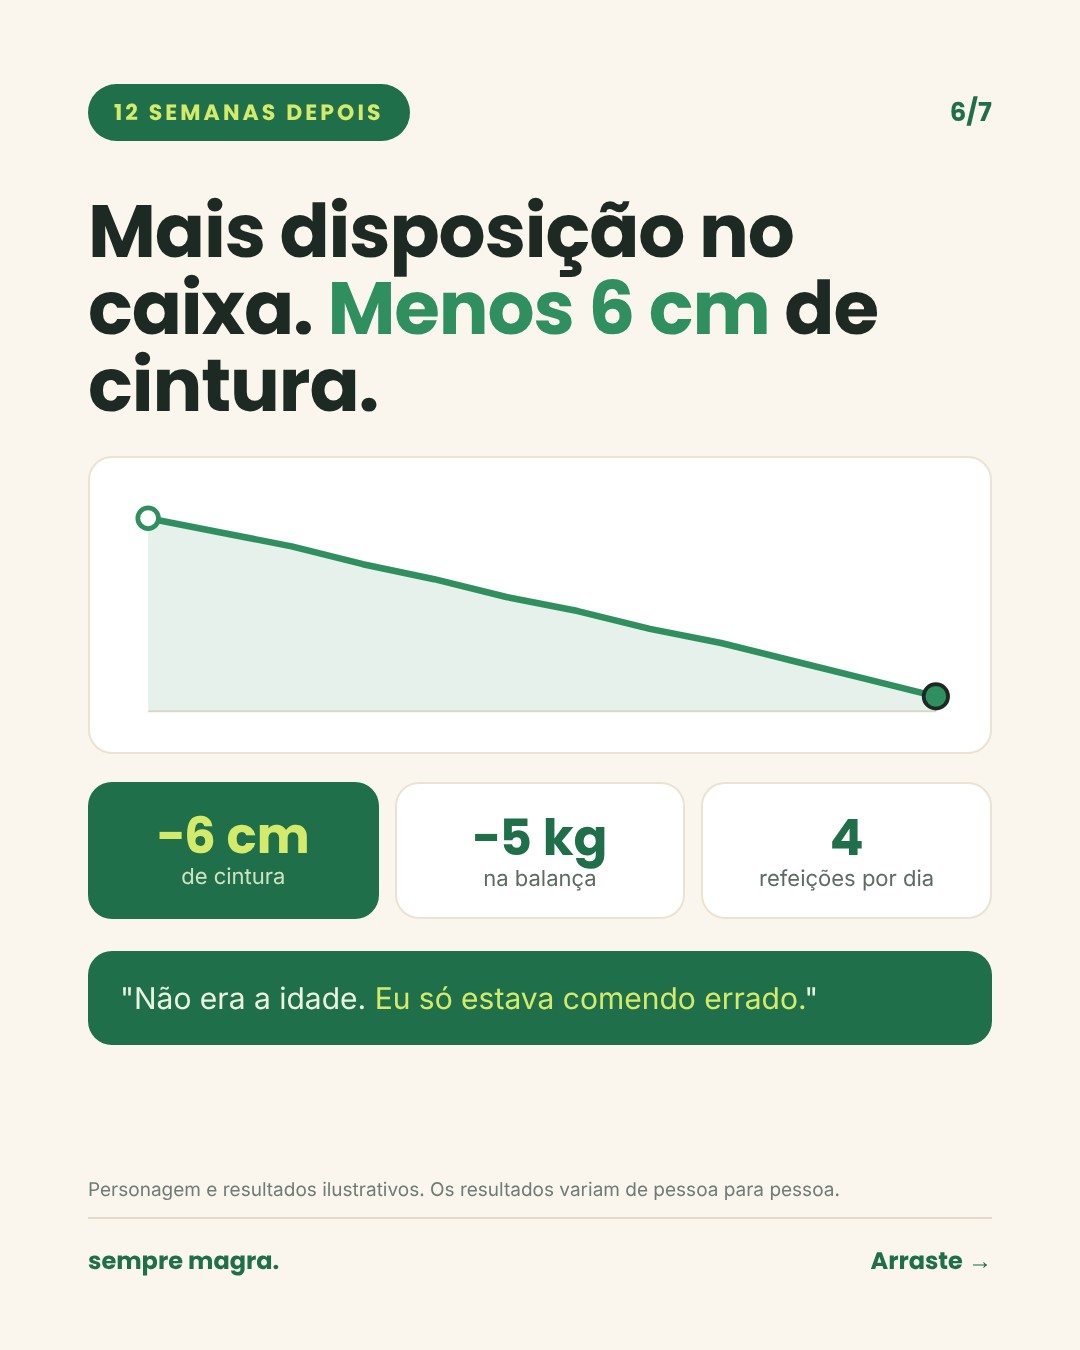 12 SEMANAS DEPOIS
6/7
Mais disposição no
caixa. Menos 6 cm de
cintura.
−6 cm
de cintura
−5 kg
na balança
4
refeições por dia
"Não era a idade. Eu só estava comendo errado."
Personagem e resultados ilustrativos. Os resultados variam de pessoa para pessoa.
sempre magra.
Arraste →